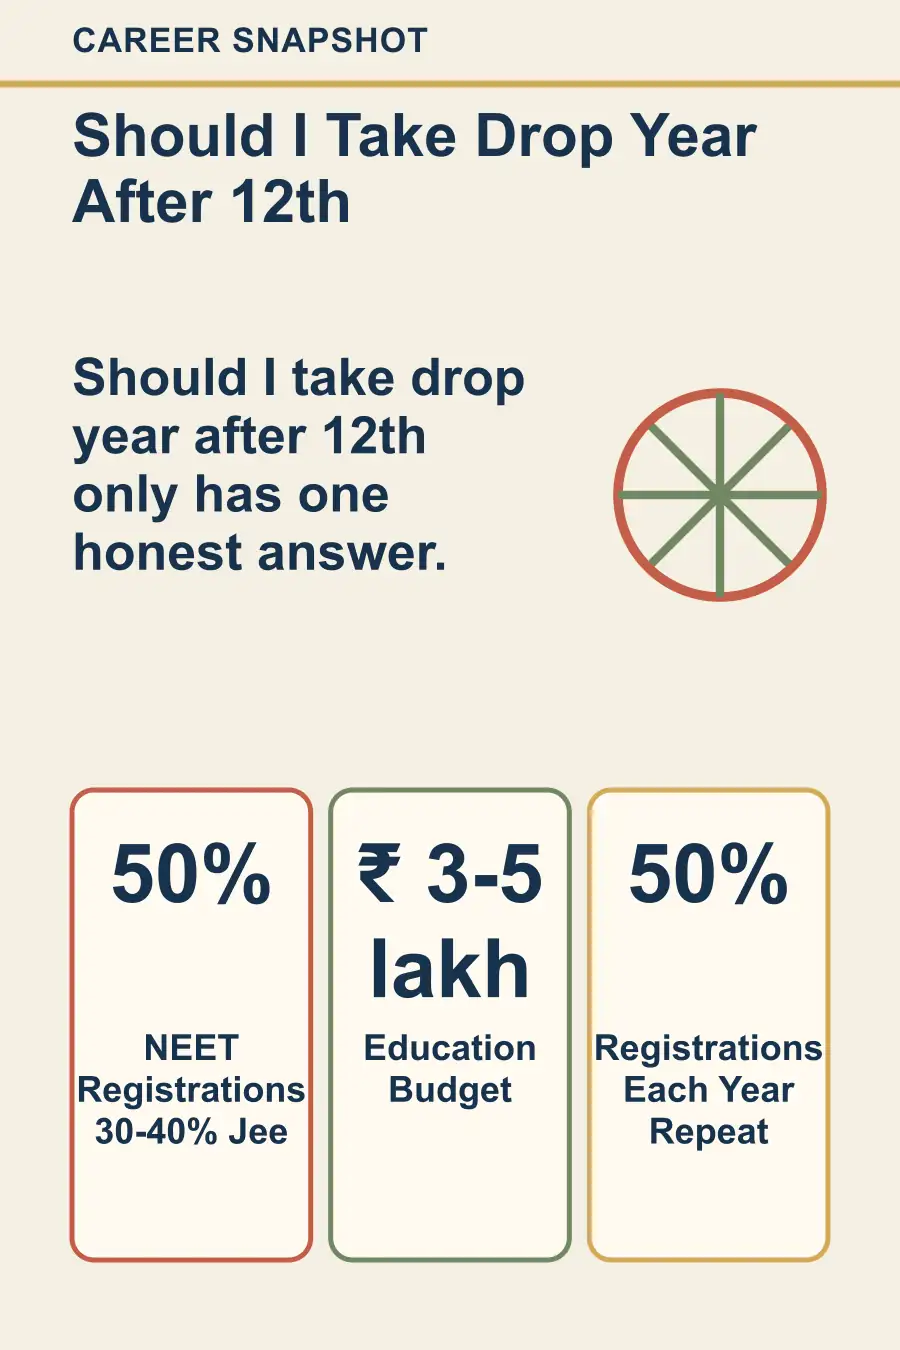 CAREER SNAPSHOT
Should I Take Drop Year
After 12th
Should I take drop
year after 12th
only has one
honest answer.
50%
NEET
Registrations
30-40% Jee
₹ 3-5
lakh
Education
Budget
50%
Registrations
Each Year
Repeat